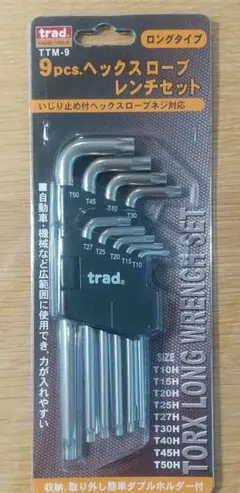 trad.
HAND TOOLS
TTM-9
ロングタイプ
9pcs.ヘックスローブ
レンチセット
いじり止め付ヘックスローブネジ対応
T50
T45
T40
T30
T27
T25
T20
T15
T10
trad.
■自動車・機械など広範囲に使用でき、力が入れやすい
TORX LONG WRENCH SET
SIZE
T10H
T15H
T20H
T25H
T27H
T30H
T40H
T45H
T50H
収納、取り外し簡単ダブルホルダー付